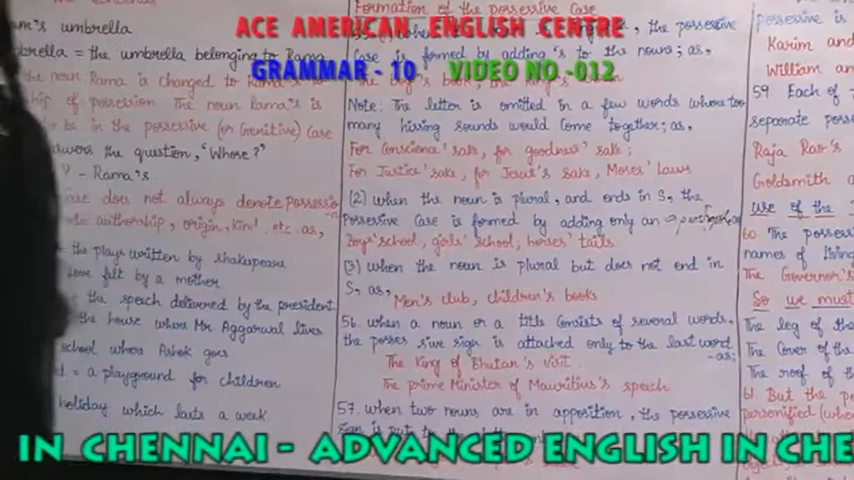 ACE AMERICAN ENGLISH CENTRE
GRAMMAR - 10 VIDEO NO -012
umbrella
= the umbrella belonging to Rama
the noun Rama is changed to
of possession The noun Rama's is
be in the possessive (or Genitive) case
the question, "Whose?"
? - Rama's
does not always denote
authorship, origin, kind etc. as,
the plays written by
love felt by a mother
the speech delivered by the president
the house where Mr. Aggarwal lives
school where Ashok goes
= a playground for children
holiday which lasts a week
Formation of the possessive Case
, the possessive
Case is formed by adding 's to the nouns; as,
Note: The letter is omitted in a few words where too
many hissing sounds would Come together; as,
For Conscience' sake, for goodness' sake;
For Justice' sake, for sake, Moses' Laws
(2) when the noun is plural, and ends in S, the
Case is formed by adding only an
Boys' school, girls' school, horses' tails
(3) when the noun is plural but does not end in
S, as,
Men's club, children's books
56. when a noun or a title Consists of several words.
the sign is attached only to the last word
- as;
The King of Bhutan's visit.
The prime Minister of Mauritius's speech
57. when two nouns are in apposition, the possessive
sign is
possessive is
Karim and
William an
59. Each of
separate poss
Raja Rao's
Goldsmith
use of the
60. The possess
names of living
The Governor's
So we must
The leg of the
The Cover of the
The roof of the
61. But the p
personified (when
IN CHENNAI - ADVANCED ENGLISH IN CHE